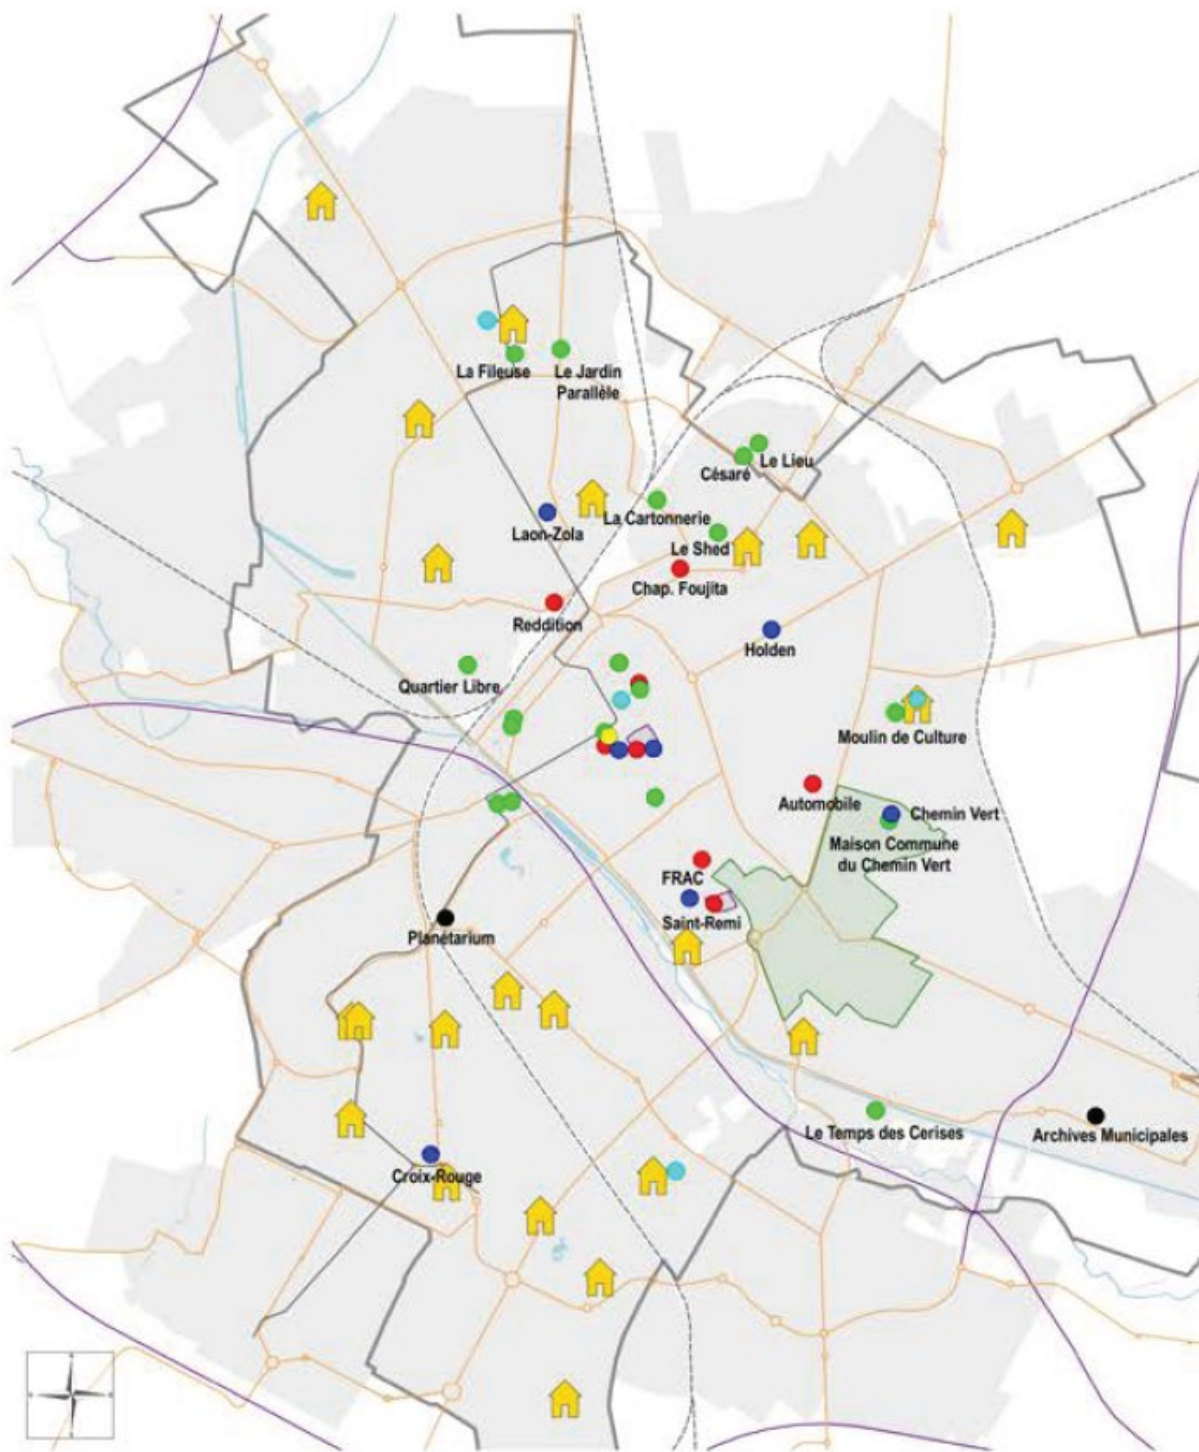 La Fileuse
Le Jardin
Parallèle
Le Lieu
Césaré
La Cartonnerie
Laon-Zola
Le Shed
Chap. Foujita
Reddition
Holden
Quartier Libre
Moulin de Culture
Automobile
Chemin Vert
Maison Commune
du Chemin Vert
FRAC
Saint-Remi
Planétarium
Le Temps des Cerises
Archives Municipales
Croix-Rouge